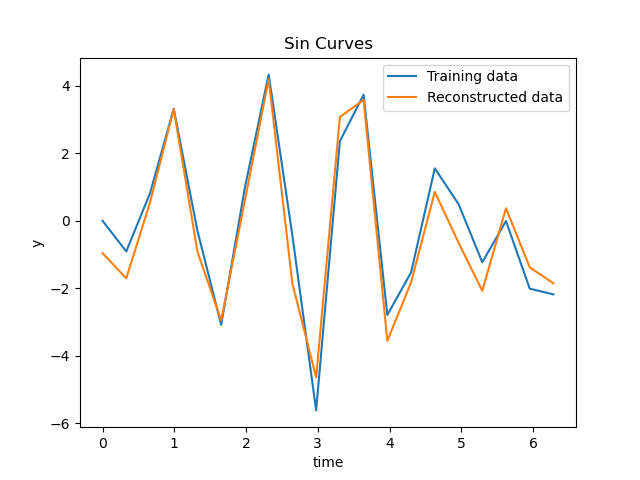 Sin Curves
Training data
Reconstructed data
4
2
0
−2
−4
−6
y
0 1 2 3 4 5 6
time